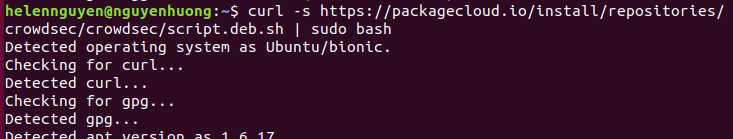 helennguyen@nguyenhuong:~$ curl -s https://packagecloud.io/install/repositories/
crowdsec/crowdsec/script.deb.sh | sudo bash
Detected operating system as Ubuntu/bionic.
Checking for curl...
Detected curl...
Checking for gpg...
Detected gpg...
Detected apt version as 1.6.17